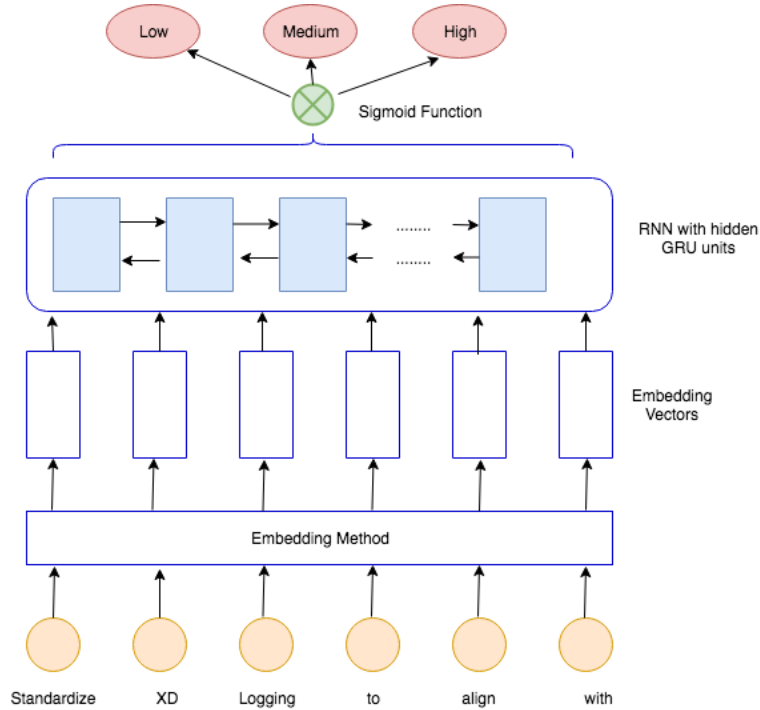 Low
Medium
High
Sigmoid Function
RNN with hidden
GRU units
........
........
Embedding
Vectors
Embedding Method
Standardize
XD
Logging
to
align
with